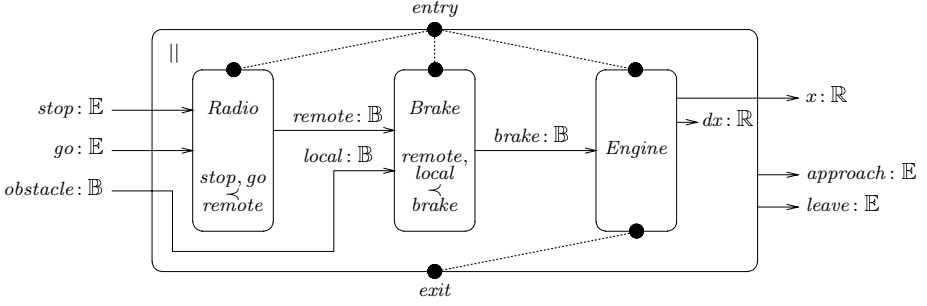 entry
||
stop: 𝔼
go: 𝔼
obstacle: 𝔹
Radio
stop, go
≺
remote
remote: 𝔹
local: 𝔹
Brake
remote,
local
≺
brake
brake: 𝔹
Engine
x: ℝ
dx: ℝ
approach: 𝔼
leave: 𝔼
exit